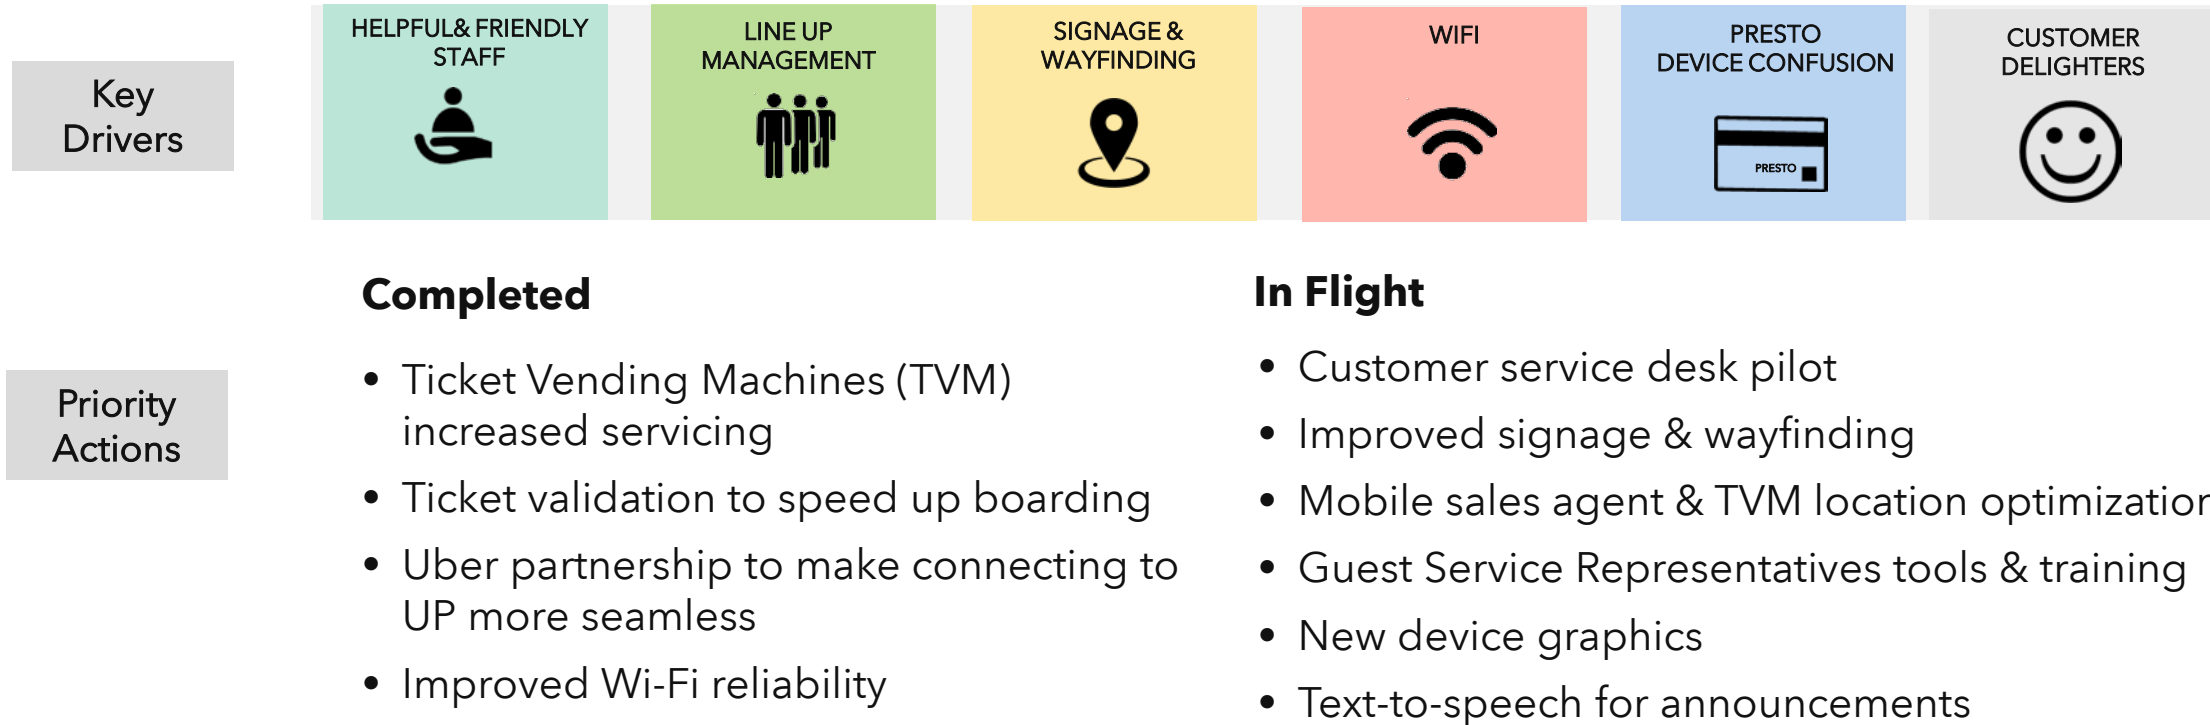 Key
Drivers
HELPFUL& FRIENDLY
STAFF
LINE UP
MANAGEMENT
SIGNAGE &
WAYFINDING
WIFI
PRESTO
DEVICE CONFUSION
PRESTO
CUSTOMER
DELIGHTERS
Priority
Actions
Completed
• Ticket Vending Machines (TVM)
increased servicing
• Ticket validation to speed up boarding
• Uber partnership to make connecting to
UP more seamless
• Improved Wi-Fi reliability
In Flight
• Customer service desk pilot
• Improved signage & wayfinding
• Mobile sales agent & TVM location optimization
• Guest Service Representatives tools & training
• New device graphics
• Text-to-speech for announcements